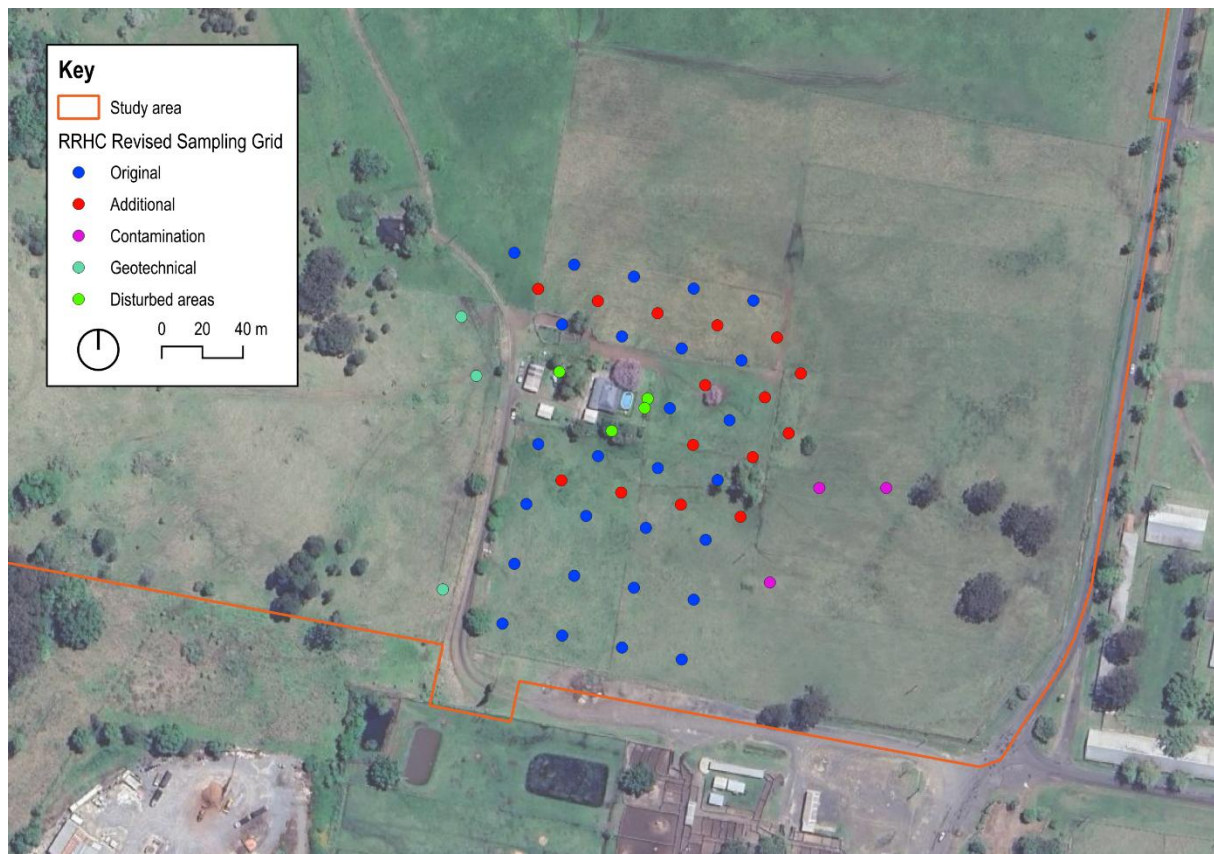 Key
Study area
RRHC Revised Sampling Grid
Original
Additional
Contamination
Geotechnical
Disturbed areas
0 20 40 m